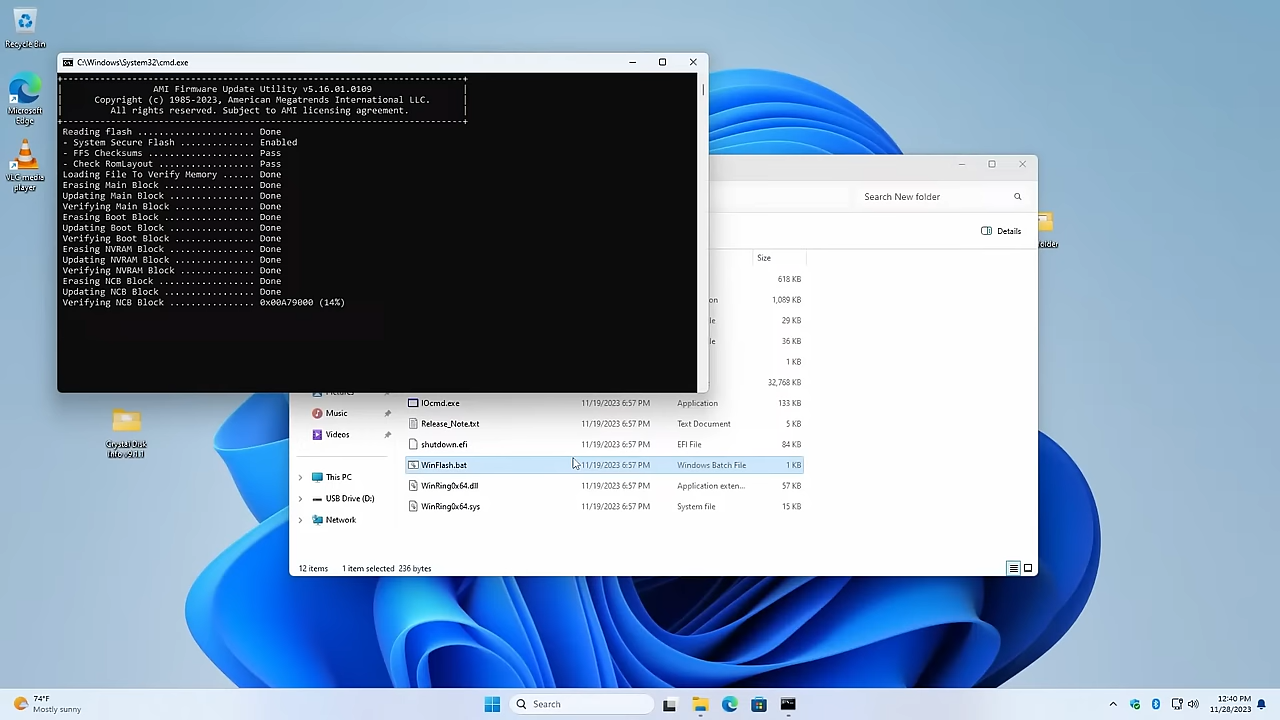 Recycle Bin
Microsoft
Edge
VLC media
player
Crystal Disk
Info v9.1.1
C:\Windows\System32\cmd.exe
AMI Firmware Update Utility v5.16.01.0109
Copyright (c) 1985-2023, American Megatrends International LLC.
All rights reserved. Subject to AMI licensing agreement.
Reading flash ...................... Done
- System Secure Flash .............. Enabled
- FFS Checksums .................... Pass
- Check RomLayout .................. Pass
Loading File To Verify Memory ...... Done
Erasing Main Block ................. Done
Updating Main Block ................ Done
Verifying Main Block ............... Done
Erasing Boot Block ................. Done
Updating Boot Block ................ Done
Verifying Boot Block ............... Done
Erasing NVRAM Block ................ Done
Updating NVRAM Block ............... Done
Verifying NVRAM Block .............. Done
Erasing NCB Block .................. Done
Updating NCB Block ................. Done
Verifying NCB Block ................ 0x00A79000 (14%)
Search New folder
Details
Size
618 KB
on 1,089 KB
le 29 KB
le 36 KB
1 KB
32,768 KB
IOcmd.exe 11/19/2023 6:57 PM Application 133 KB
Release_Note.txt 11/19/2023 6:57 PM Text Document 5 KB
shutdown.efi 11/19/2023 6:57 PM EFI File 84 KB
WinFlash.bat 11/19/2023 6:57 PM Windows Batch File 1 KB
WinRing0x64.dll 11/19/2023 6:57 PM Application exten... 57 KB
WinRing0x64.sys 11/19/2023 6:57 PM System file 15 KB
Pictures
Music
Videos
This PC
USB Drive (D:)
Network
12 items 1 item selected 236 bytes
older
74°F
Mostly sunny
Search
12:40 PM
11/28/2023